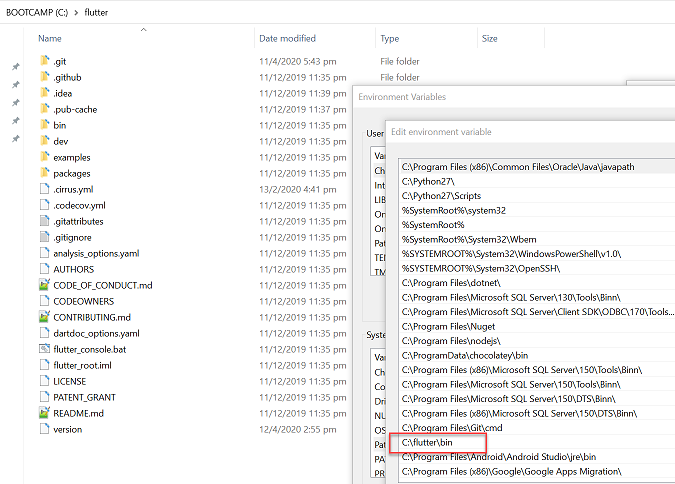 BOOTCAMP (C:) > flutter
Name Date modified Type Size
.git 11/4/2020 5:43 pm File folder
.github 11/12/2019 11:35 pm File folder
.idea 11/12/2019 11:39 pm
.pub-cache 11/12/2019 11:37 pm
bin 11/12/2019 11:35 pm
dev 11/12/2019 11:35 pm
examples 11/12/2019 11:35 pm
packages 11/12/2019 11:35 pm
.cirrus.yml 13/2/2020 4:41 pm
.codecov.yml 11/12/2019 11:35 pm
.gitattributes 11/12/2019 11:35 pm
.gitignore 11/12/2019 11:35 pm
analysis_options.yaml 11/12/2019 11:35 pm
AUTHORS 11/12/2019 11:35 pm
CODE_OF_CONDUCT.md 11/12/2019 11:35 pm
CODEOWNERS 11/12/2019 11:35 pm
CONTRIBUTING.md 11/12/2019 11:35 pm
dartdoc_options.yaml 11/12/2019 11:35 pm
flutter_console.bat 11/12/2019 11:35 pm
flutter_root.iml 11/12/2019 11:35 pm
LICENSE 11/12/2019 11:35 pm
PATENT_GRANT 11/12/2019 11:35 pm
README.md 11/12/2019 11:35 pm
version 12/4/2020 2:55 pm
Environment Variables
User
Va
Ch
Int
LIB
On
On
Pat
TEM
TM
Syste
Va
Ch
Co
Dri
NU
OS
Pat
PA
PR
Edit environment variable
C:\Program Files (x86)\Common Files\Oracle\Java\javapath
C:\Python27\
C:\Python27\Scripts
%SystemRoot%\system32
%SystemRoot%
%SystemRoot%\System32\Wbem
%SYSTEMROOT%\System32\WindowsPowerShell\v1.0\
%SYSTEMROOT%\System32\OpenSSH\
C:\Program Files\dotnet\
C:\Program Files\Microsoft SQL Server\130\Tools\Binn\
C:\Program Files\Microsoft SQL Server\Client SDK\ODBC\170\Tools...
C:\Program Files\Nuget
C:\Program Files\nodejs\
C:\ProgramData\chocolatey\bin
C:\Program Files (x86)\Microsoft SQL Server\150\Tools\Binn\
C:\Program Files\Microsoft SQL Server\150\Tools\Binn\
C:\Program Files\Microsoft SQL Server\150\DTS\Binn\
C:\Program Files (x86)\Microsoft SQL Server\150\DTS\Binn\
C:\Program Files\Git\cmd
C:\flutter\bin
C:\Program Files\Android\Android Studio\jre\bin
C:\Program Files (x86)\Google\Google Apps Migration\